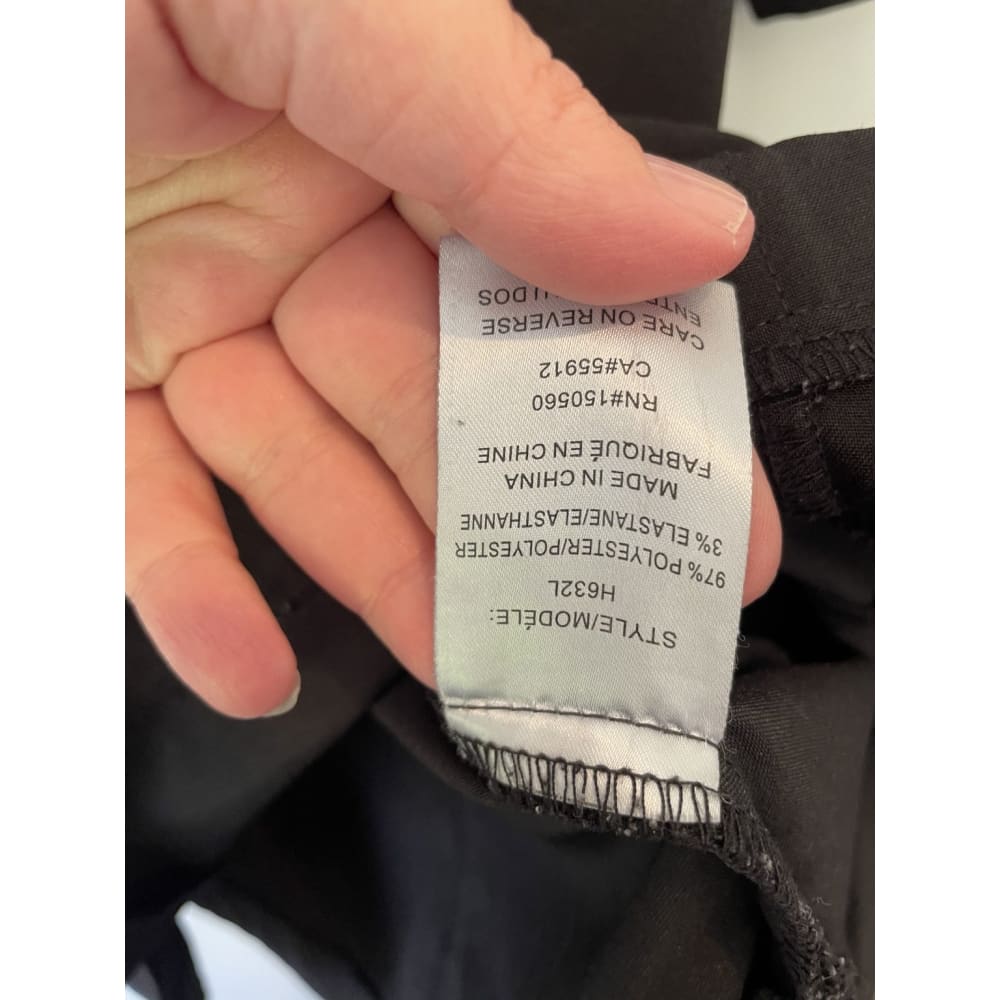 STYLE/MODÉLE:
H632L
97% POLYESTER/POLYESTER
3% ELASTANE/ELASTHANNE
MADE IN CHINA
FABRIQUÉ EN CHINE
RN#150560
CA#55912
CARE ON REVERSE
DOS